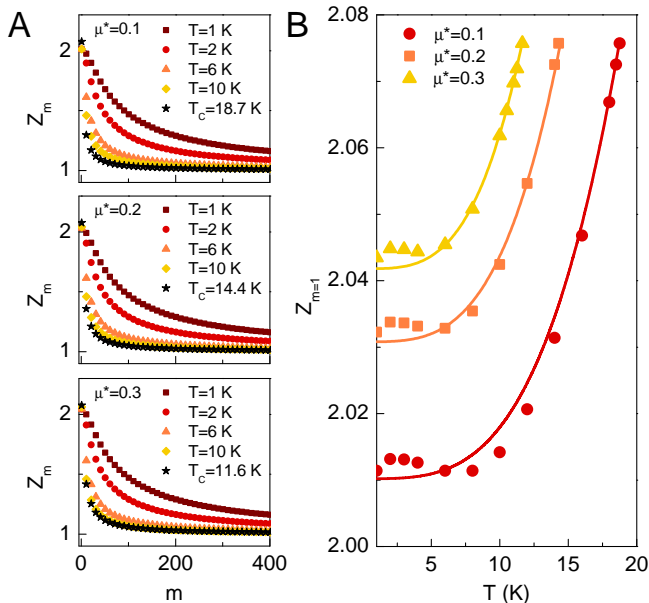 A
μ*=0.1
T=1 K
T=2 K
T=6 K
T=10 K
T_C=18.7 K
2
1
Z_m
μ*=0.2
T=1 K
T=2 K
T=6 K
T=10 K
T_C=14.4 K
2
1
Z_m
μ*=0.3
T=1 K
T=2 K
T=6 K
T=10 K
T_C=11.6 K
2
1
Z_m
0 200 400
m
B
μ*=0.1
μ*=0.2
μ*=0.3
2.08
2.06
2.04
2.02
2.00
Z_{m=1}
5 10 15 20
T (K)